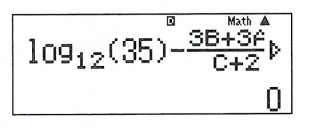 D Math ▲
log₁₂(35)-(3B+3A)/(C+2)▷
0